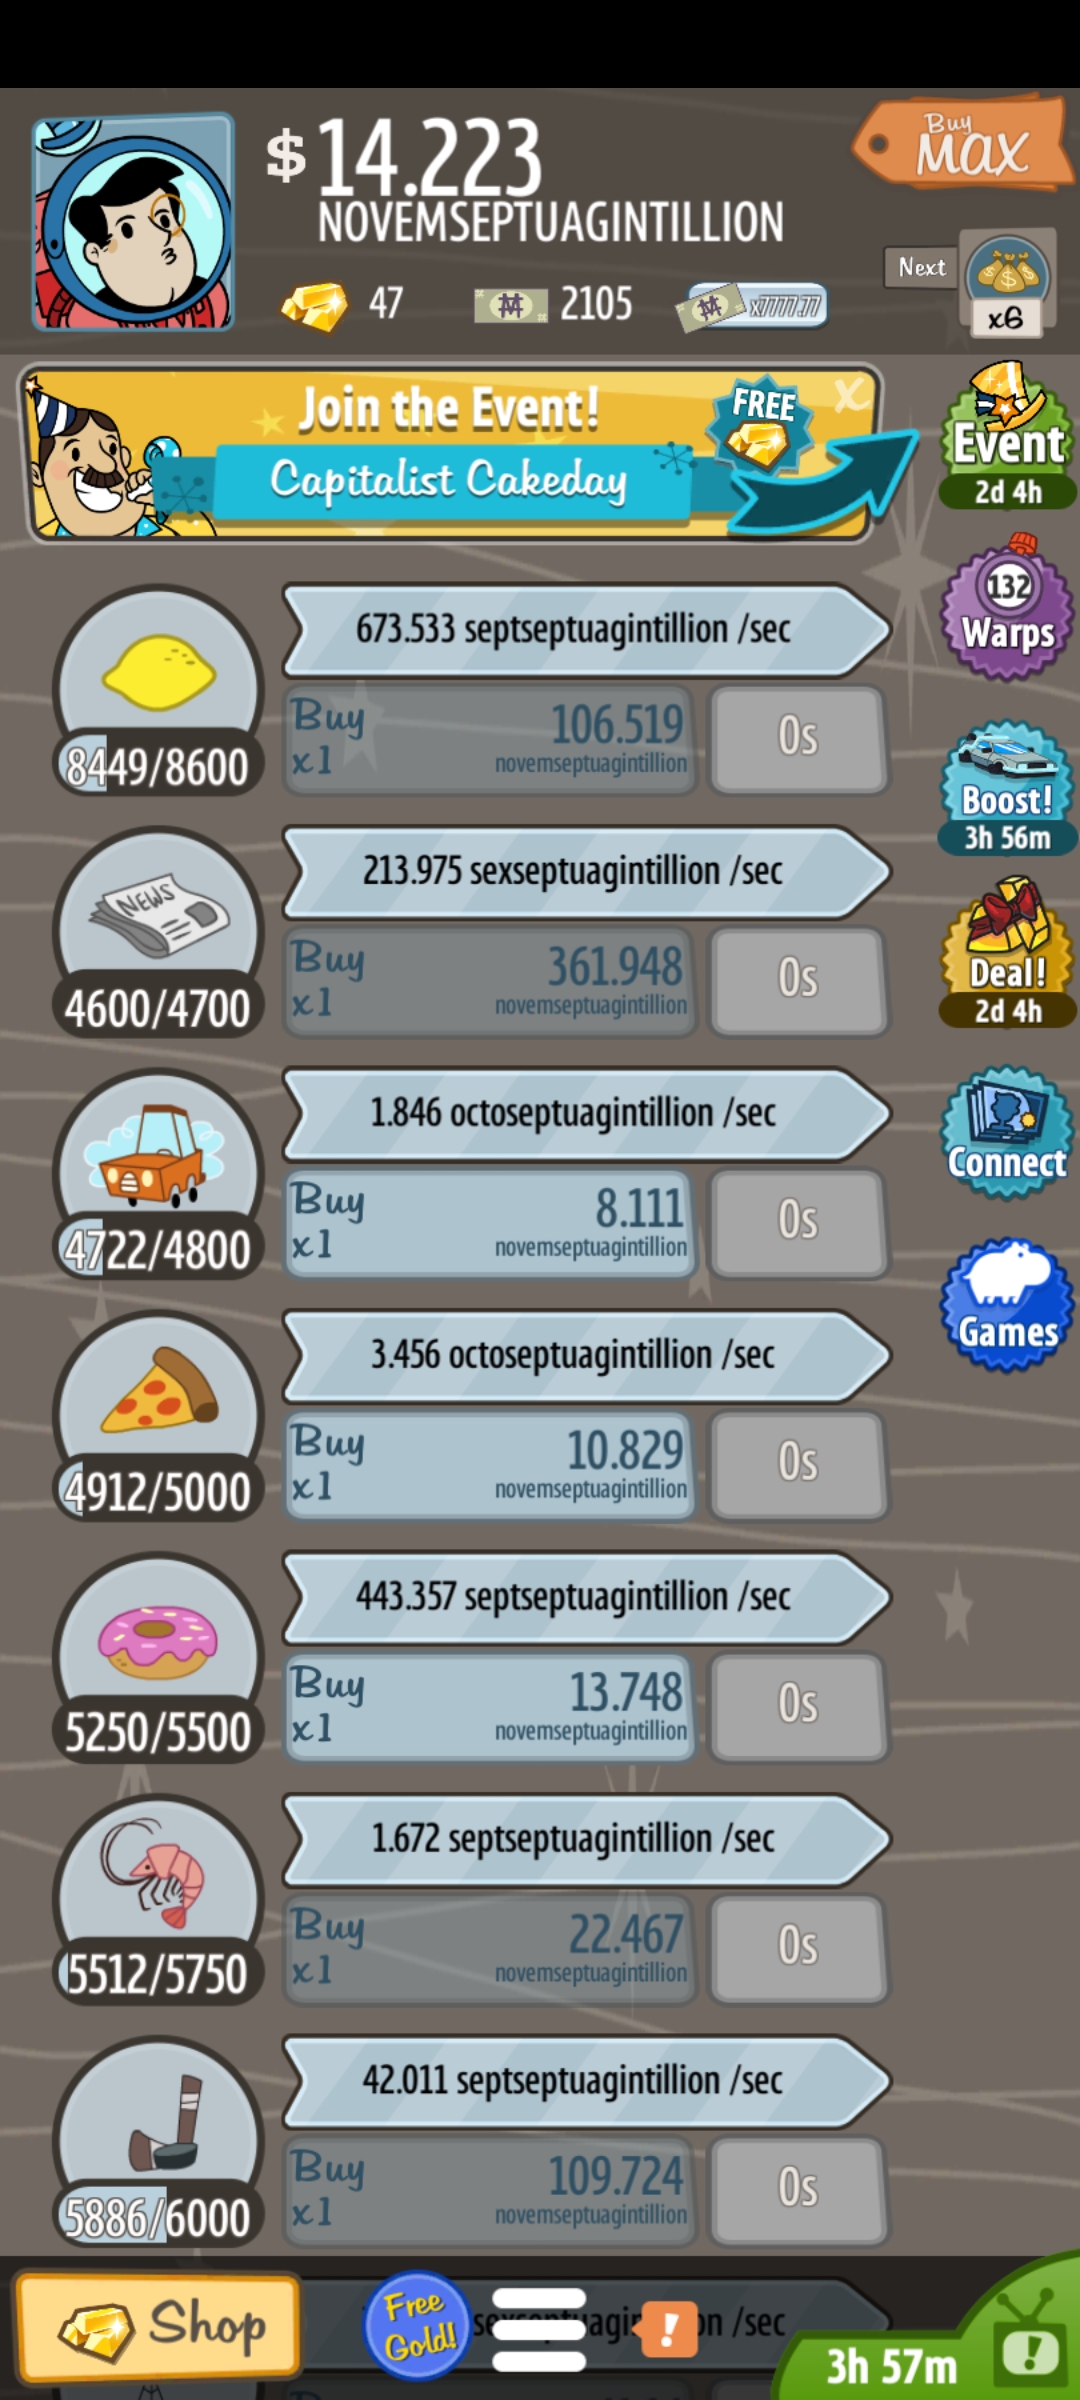 $14.223
NOVEMSEPTUAGINTILLION
Buy
MAX
47
2105
x7777.77
Next
x6
Join the Event!
FREE
X
Capitalist Cakeday
Event
2d 4h
673.533 septseptuagintillion /sec
132
Warps
Buy
x1
106.519
novemseptuagintillion
0s
8449/8600
Boost!
3h 56m
213.975 sexseptuagintillion /sec
NEWS
Buy
x1
361.948
novemseptuagintillion
0s
4600/4700
Deal!
2d 4h
1.846 octoseptuagintillion /sec
Connect
Buy
x1
8.111
novemseptuagintillion
0s
4722/4800
Games
3.456 octoseptuagintillion /sec
Buy
x1
10.829
novemseptuagintillion
0s
4912/5000
443.357 septseptuagintillion /sec
Buy
x1
13.748
novemseptuagintillion
0s
5250/5500
1.672 septseptuagintillion /sec
Buy
x1
22.467
novemseptuagintillion
0s
5512/5750
42.011 septseptuagintillion /sec
Buy
x1
109.724
novemseptuagintillion
0s
5886/6000
Shop
Free
Gold!
/sec
!
3h 57m
!